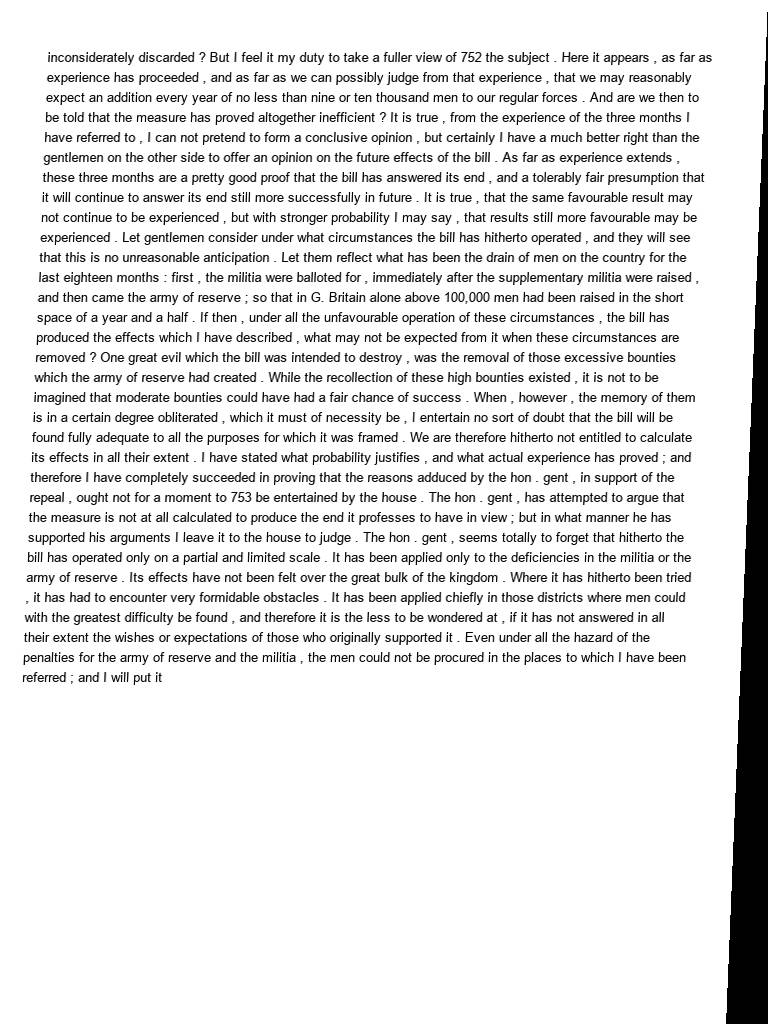 inconsiderately discarded ? But I feel it my duty to take a fuller view of 752 the subject . Here it appears , as far as
experience has proceeded , and as far as we can possibly judge from that experience , that we may reasonably
expect an addition every year of no less than nine or ten thousand men to our regular forces . And are we then to
be told that the measure has proved altogether inefficient ? It is true , from the experience of the three months I
have referred to , I can not pretend to form a conclusive opinion , but certainly I have a much better right than the
gentlemen on the other side to offer an opinion on the future effects of the bill . As far as experience extends ,
these three months are a pretty good proof that the bill has answered its end , and a tolerably fair presumption that
it will continue to answer its end still more successfully in future . It is true , that the same favourable result may
not continue to be experienced , but with stronger probability I may say , that results still more favourable may be
experienced . Let gentlemen consider under what circumstances the bill has hitherto operated , and they will see
that this is no unreasonable anticipation . Let them reflect what has been the drain of men on the country for the
last eighteen months : first , the militia were balloted for , immediately after the supplementary militia were raised ,
and then came the army of reserve ; so that in G. Britain alone above 100,000 men had been raised in the short
space of a year and a half . If then , under all the unfavourable operation of these circumstances , the bill has
produced the effects which I have described , what may not be expected from it when these circumstances are
removed ? One great evil which the bill was intended to destroy , was the removal of those excessive bounties
which the army of reserve had created . While the recollection of these high bounties existed , it is not to be
imagined that moderate bounties could have had a fair chance of success . When , however , the memory of them
is in a certain degree obliterated , which it must of necessity be , I entertain no sort of doubt that the bill will be
found fully adequate to all the purposes for which it was framed . We are therefore hitherto not entitled to calculate
its effects in all their extent . I have stated what probability justifies , and what actual experience has proved ; and
therefore I have completely succeeded in proving that the reasons adduced by the hon . gent , in support of the
repeal , ought not for a moment to 753 be entertained by the house . The hon . gent , has attempted to argue that
the measure is not at all calculated to produce the end it professes to have in view ; but in what manner he has
supported his arguments I leave it to the house to judge . The hon . gent , seems totally to forget that hitherto the
bill has operated only on a partial and limited scale . It has been applied only to the deficiencies in the militia or the
army of reserve . Its effects have not been felt over the great bulk of the kingdom . Where it has hitherto been tried
, it has had to encounter very formidable obstacles . It has been applied chiefly in those districts where men could
with the greatest difficulty be found , and therefore it is the less to be wondered at , if it has not answered in all
their extent the wishes or expectations of those who originally supported it . Even under all the hazard of the
penalties for the army of reserve and the militia , the men could not be procured in the places to which I have been
referred ; and I will put it